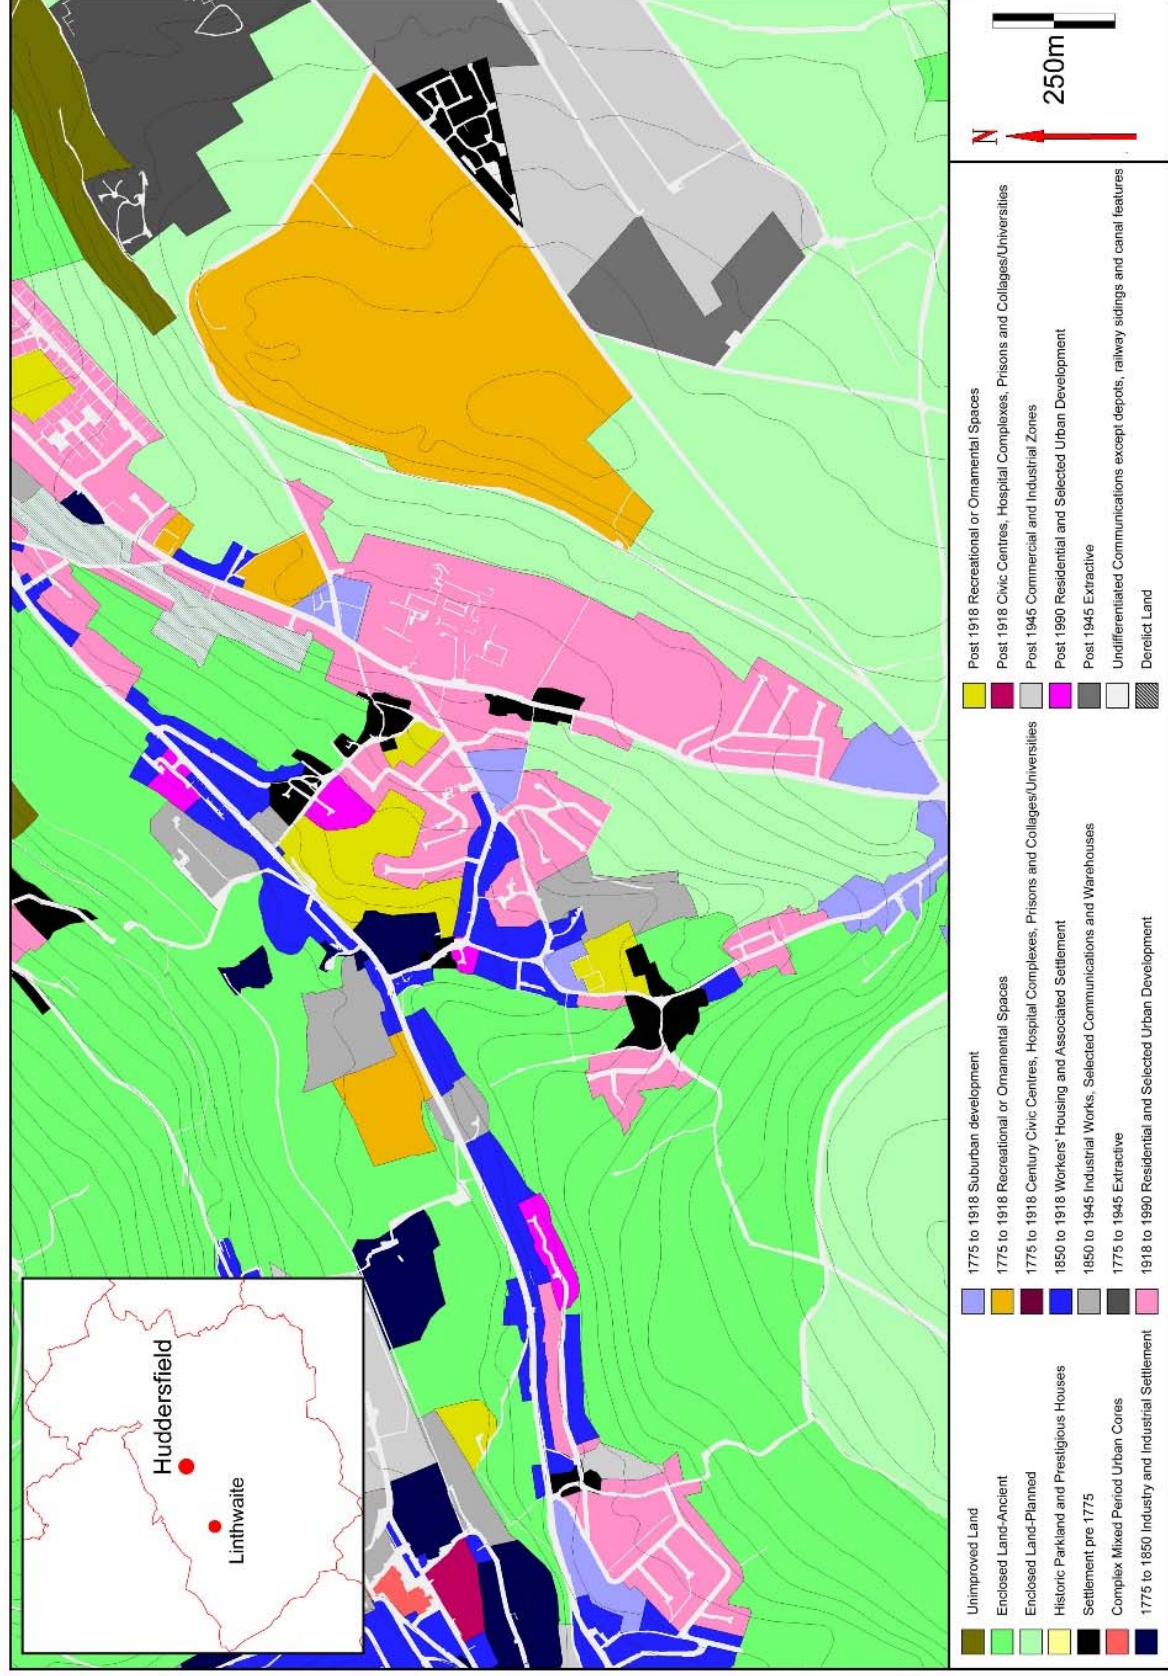 Huddersfield
Linthwaite
Unimproved Land
Enclosed Land-Ancient
Enclosed Land-Planned
Historic Parkland and Prestigious Houses
Settlement pre 1775
Complex Mixed Period Urban Cores
1775 to 1850 Industry and Industrial Settlement
1775 to 1918 Suburban development
1775 to 1918 Recreational or Ornamental Spaces
1775 to 1918 Century Civic Centres, Hospital Complexes, Prisons and Collages/Universities
1850 to 1918 Workers' Housing and Associated Settlement
1850 to 1945 Industrial Works, Selected Communications and Warehouses
1775 to 1945 Extractive
1918 to 1990 Residential and Selected Urban Development
Post 1918 Recreational or Ornamental Spaces
Post 1918 Civic Centres, Hospital Complexes, Prisons and Collages/Universities
Post 1945 Commercial and Industrial Zones
Post 1990 Residential and Selected Urban Development
Post 1945 Extractive
Undifferentiated Communications except depots, railway sidings and canal features
Derelict Land
N
250m